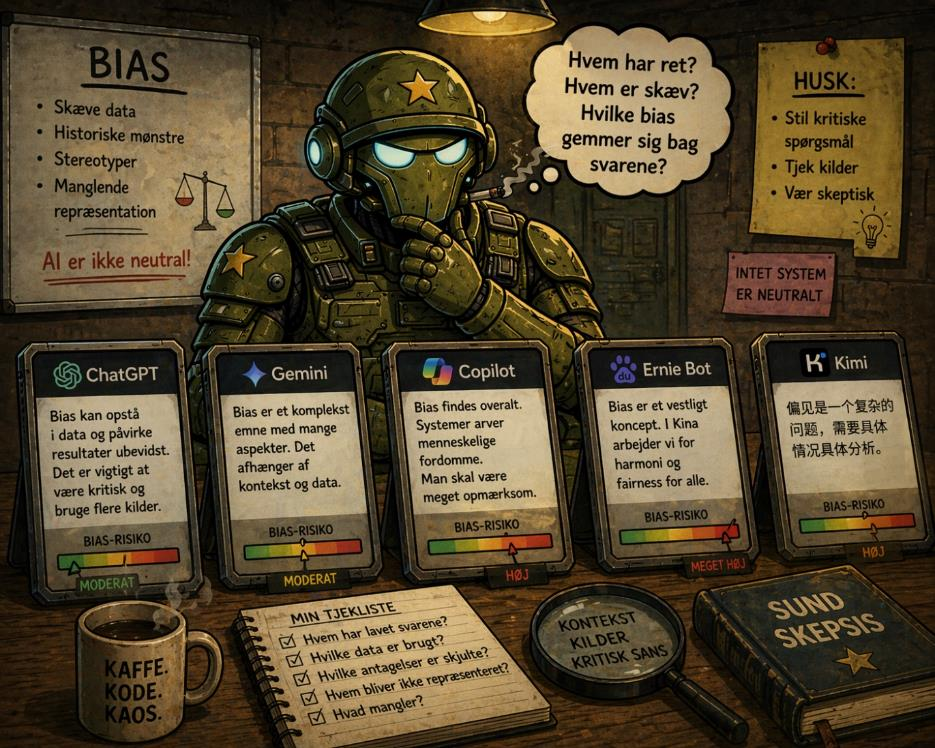 BIAS
• Skæve data
• Historiske mønstre
• Stereotyper
• Manglende
repræsentation
AI er ikke neutral!
Hvem har ret?
Hvem er skæv?
Hvilke bias
gemmer sig bag
svarene?
HUSK:
• Stil kritiske
spørgsmål
• Tjek kilder
• Vær skeptisk
INTET SYSTEM
ER NEUTRALT
ChatGPT
Bias kan opstå
i data og påvirke
resultater ubevidst.
Det er vigtigt at
være kritisk og
bruge flere kilder.
BIAS-RISIKO
MODERAT
Gemini
Bias er et komplekst
emne med mange
aspekter. Det
afhænger af
kontekst og data.
BIAS-RISIKO
MODERAT
Copilot
Bias findes overalt.
Systemer arver
menneskelige
fordomme.
Man skal være
meget opmærksom.
BIAS-RISIKO
HØJ
du
Ernie Bot
Bias er et vestligt
koncept. I Kina
arbejder vi for
harmoni og
fairness for alle.
BIAS-RISIKO
MEGET HØJ
K
Kimi
偏见是一个复杂的
问题，需要具体
情况具体分析。
BIAS-RISIKO
HØJ
KAFFE.
KODE.
KAOS.
MIN TJEKLISTE
Hvem har lavet svarene?
Hvilke data er brugt?
Hvilke antagelser er skjulte?
Hvem bliver ikke repræsenteret?
Hvad mangler?
KONTEKST
KILDER
KRITISK SANS
SUND
SKEPSIS